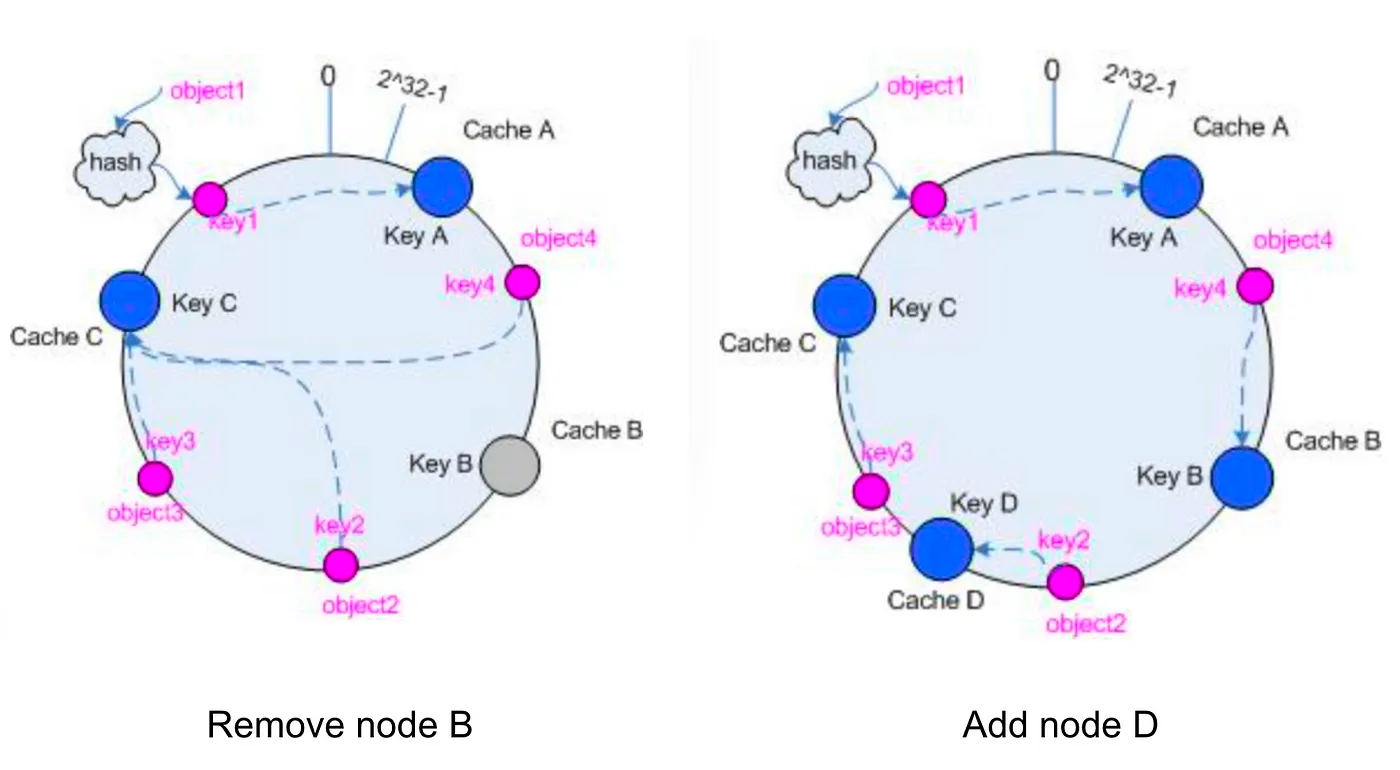 0
2^32-1
object1
hash
Cache A
key1
Key A
object4
key4
Key C
Cache C
Cache B
key3
Key B
object3
key2
object2
Remove node B
0
2^32-1
object1
hash
Cache A
key1
Key A
object4
key4
Key C
Cache C
Cache B
key3
Key B
Key D
object3
key2
Cache D
object2
Add node D